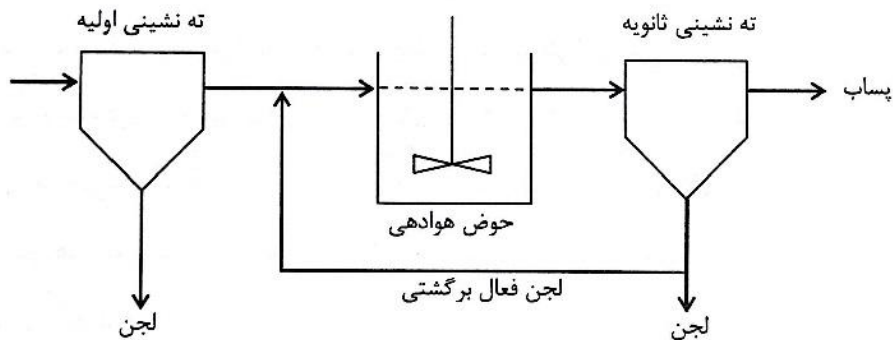 ته نشینی اولیه
ته نشینی ثانویه
پساب
حوض هوادهی
لجن فعال برگشتی
لجن
لجن